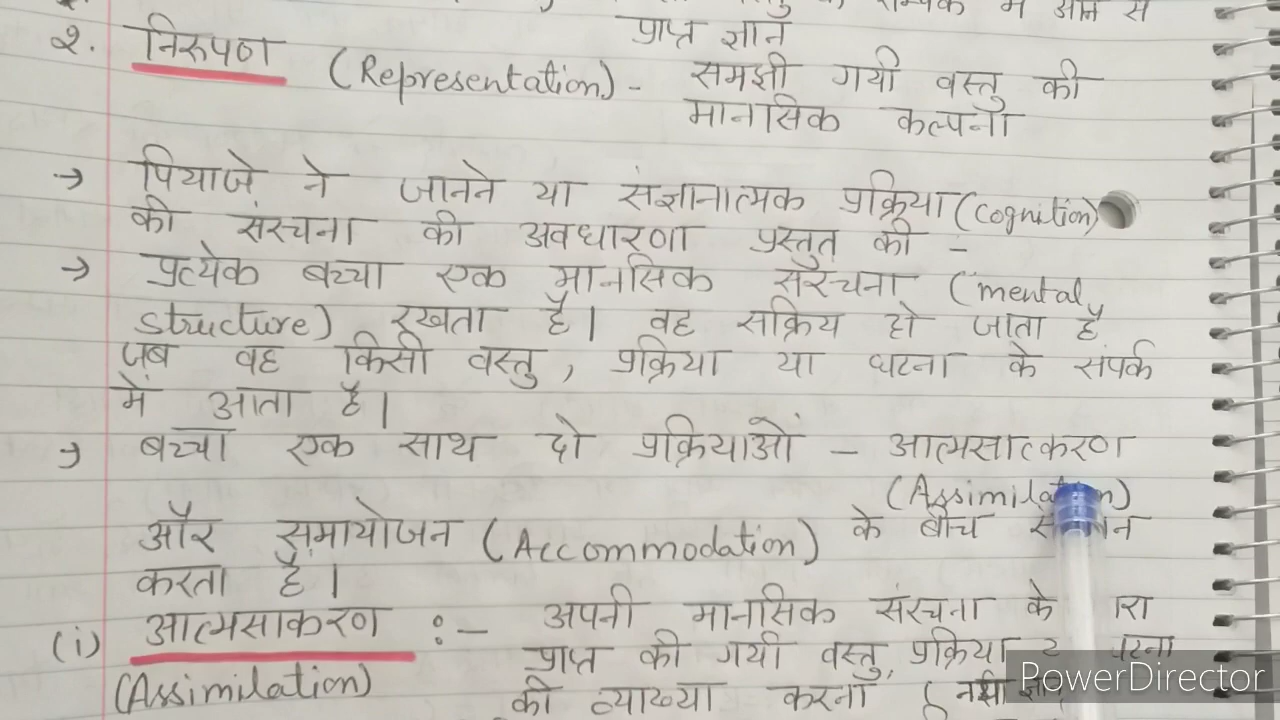 प्राप्त ज्ञान
२. निरुपण (Representation) - समझी गयी वस्तु की
मानसिक कल्पना
→ पियाजे ने जानने या संज्ञानात्मक प्रक्रिया (cognition)
की संरचना की अवधारणा प्रस्तुत की -
→ प्रत्येक बच्चा एक मानसिक संरचना (mental
structure) रखता है। वह सक्रिय हो जाता है
जब वह किसी वस्तु, प्रक्रिया या घटना के संपर्क
में आता है।
→ बच्चा एक साथ दो प्रक्रियाओं - आत्मसात्करण
(Assimilation)
और समायोजन (Accommodation) के बीच
करता है।
(i) आत्मसाकरण :- अपनी मानसिक संरचना के
(Assimilation) प्राप्त की गयी वस्तु, प्रक्रिया
की व्याख्या करना
PowerDirector